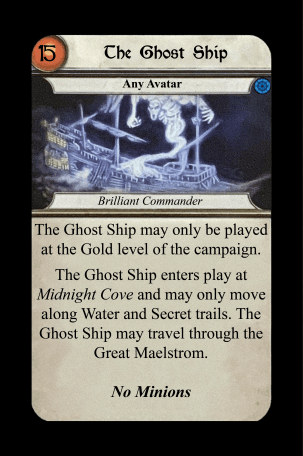 15
The Ghost Ship
Any Avatar
Brilliant Commander
The Ghost Ship may only be played
at the Gold level of the campaign.
The Ghost Ship enters play at
Midnight Cove and may only move
along Water and Secret trails. The
Ghost Ship may travel through the
Great Maelstrom.
No Minions